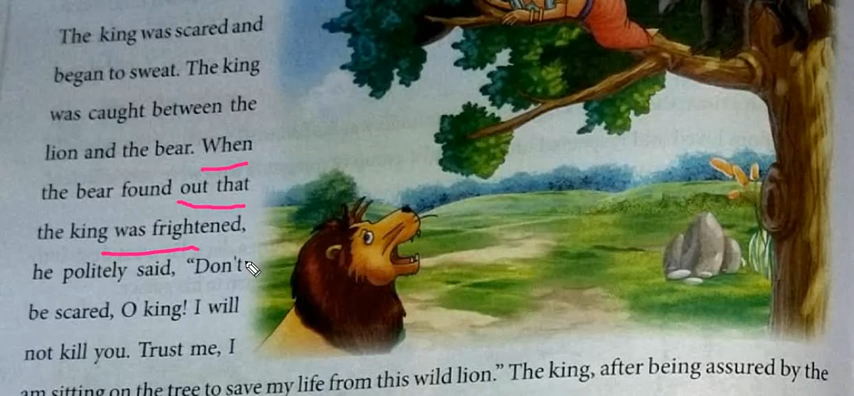 The king was scared and
began to sweat. The king
was caught between the
lion and the bear. When
the bear found out that
the king was frightened,
he politely said, “Don't
be scared, O king! I will
not kill you. Trust me, I
am sitting on the tree to save my life from this wild lion.” The king, after being assured by the